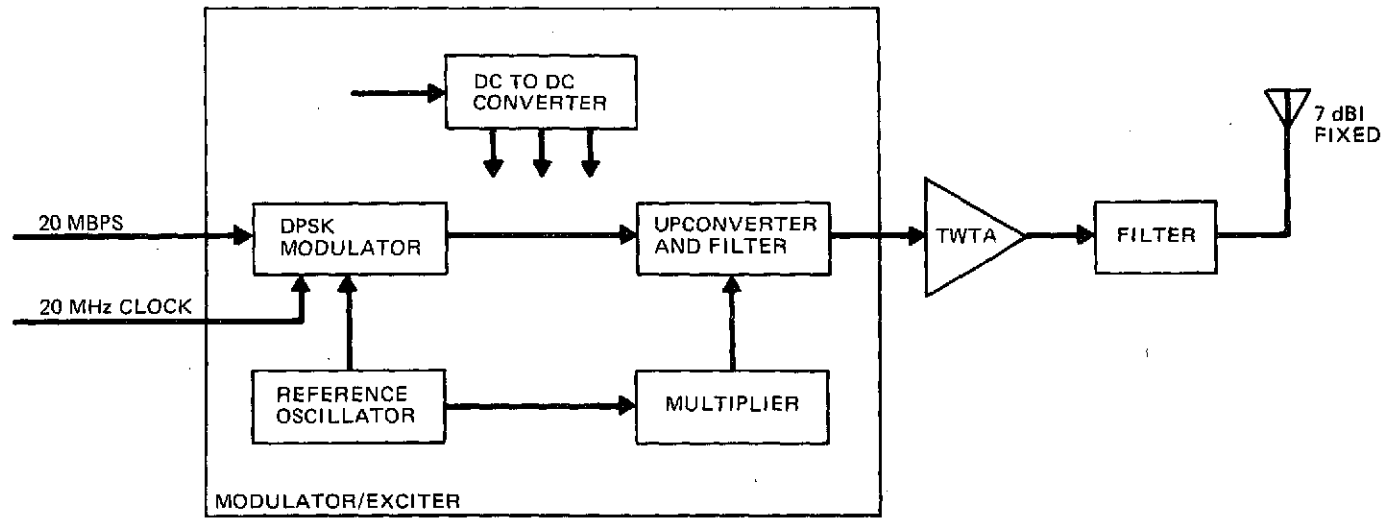 DC TO DC
CONVERTER
7 dBI
FIXED
20 MBPS
DPSK
MODULATOR
UPCONVERTER
AND FILTER
TWTA
FILTER
20 MHz CLOCK
REFERENCE
OSCILLATOR
MULTIPLIER
MODULATOR/EXCITER